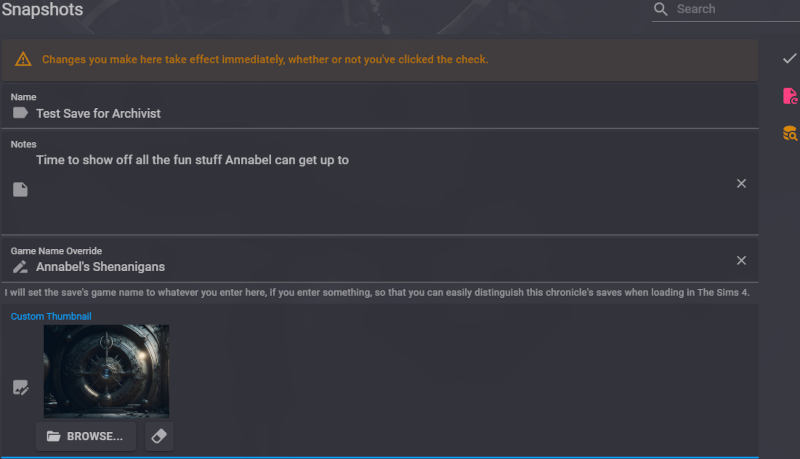 Snapshots
Search
Changes you make here take effect immediately, whether or not you've clicked the check.
Name
Test Save for Archivist
Notes
Time to show off all the fun stuff Annabel can get up to
Game Name Override
Annabel's Shenanigans
I will set the save's game name to whatever you enter here, if you enter something, so that you can easily distinguish this chronicle's saves when loading in The Sims 4.
Custom Thumbnail
BROWSE...